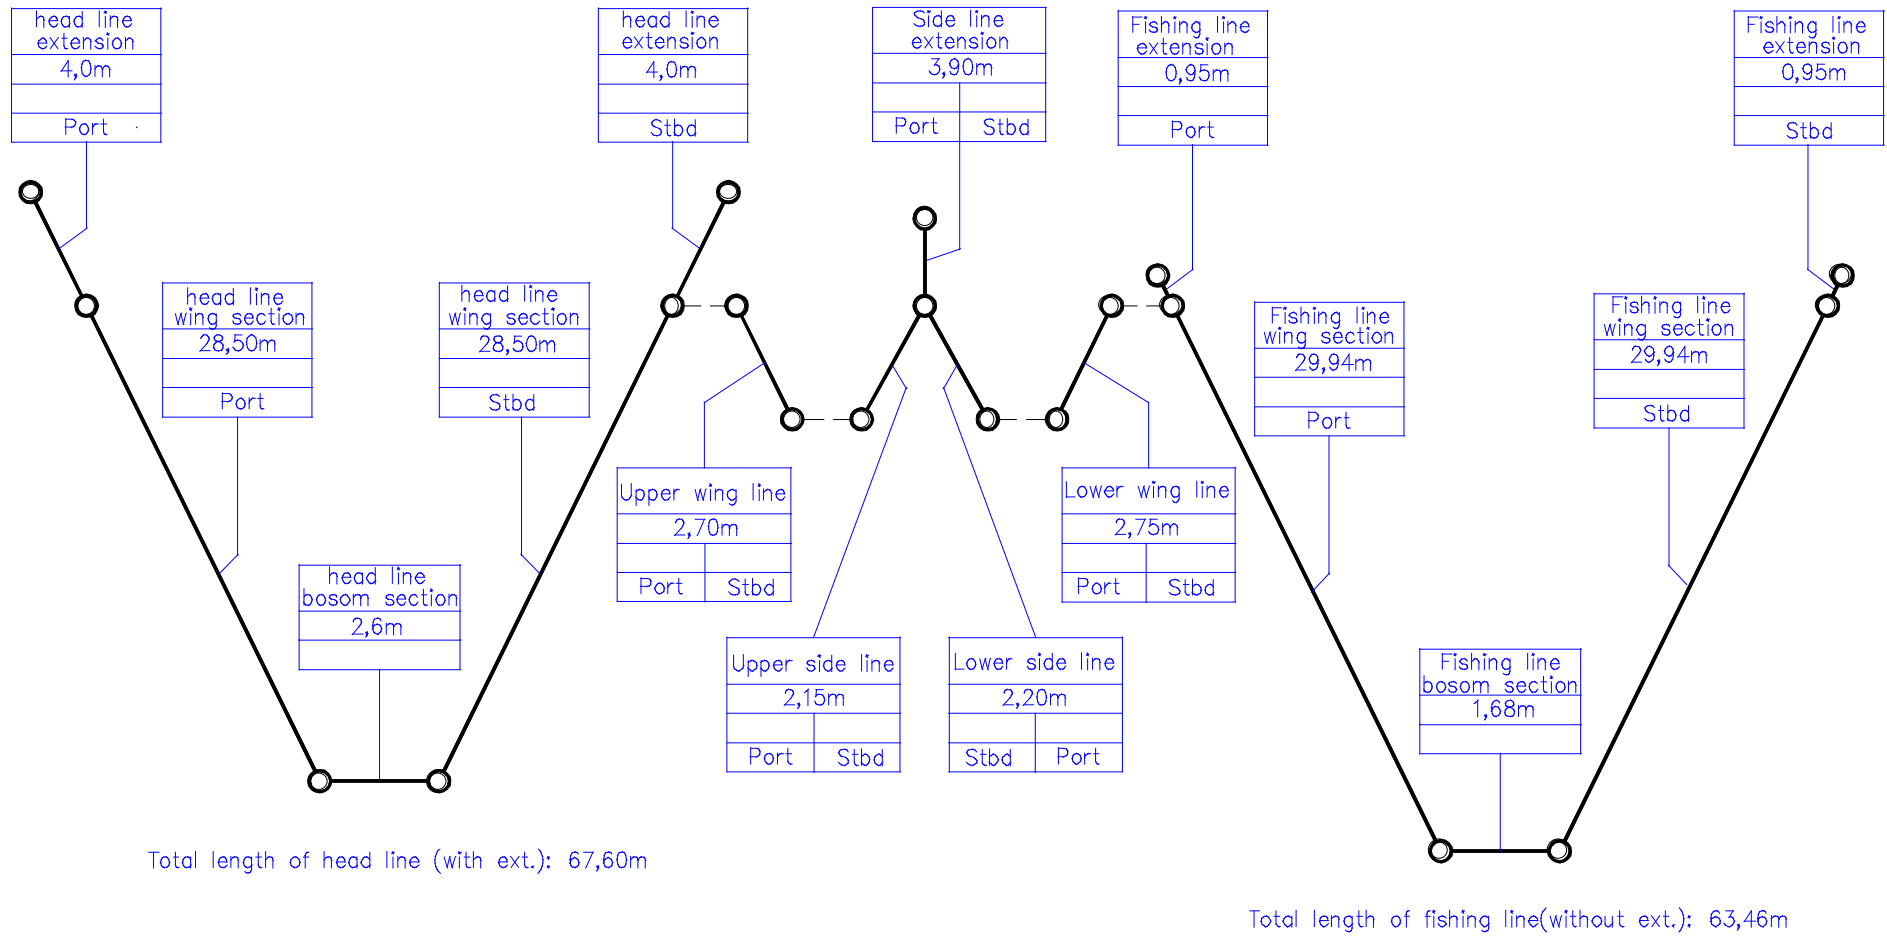 head line
extension
4,0m
Port
head line
extension
4,0m
Stbd
Side line
extension
3,90m
Port Stbd
Fishing line
extension
0,95m
Port
Fishing line
extension
0,95m
Stbd
head line
wing section
28,50m
Port
head line
wing section
28,50m
Stbd
Fishing line
wing section
29,94m
Port
Fishing line
wing section
29,94m
Stbd
Upper wing line
2,70m
Port Stbd
Lower wing line
2,75m
Port Stbd
head line
bosom section
2,6m
Upper side line
2,15m
Port Stbd
Lower side line
2,20m
Stbd Port
Fishing line
bosom section
1,68m
Total length of head line (with ext.): 67,60m
Total length of fishing line(without ext.): 63,46m